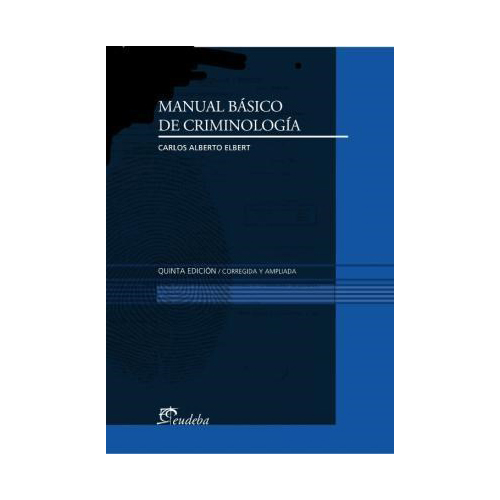 MANUAL BÁSICO
DE CRIMINOLOGÍA
CARLOS ALBERTO ELBERT
QUINTA EDICIÓN / CORREGIDA Y AMPLIADA
eudeba